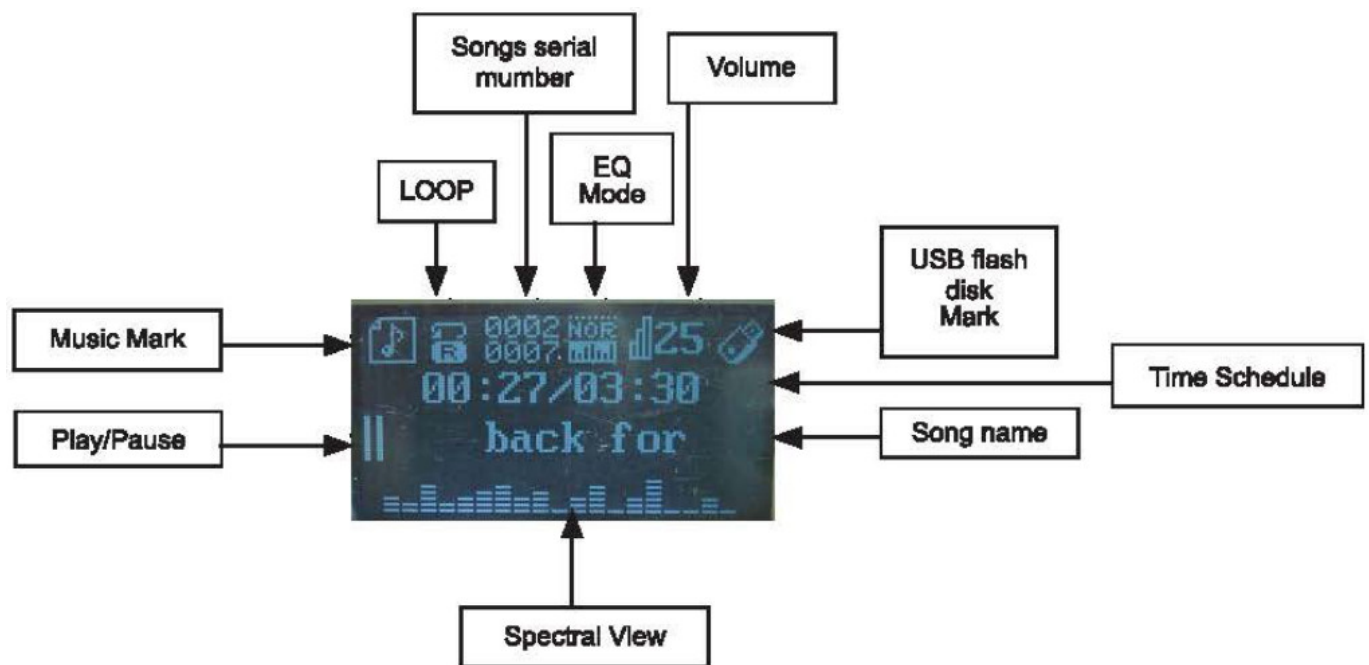 Songs serial
mumber
Volume
LOOP
EQ
Mode
USB flash
disk
Mark
Music Mark
Time Schedule
Play/Pause
Song name
Spectral View
R
0002
0007
NOR
25
00:27/03:30
back for